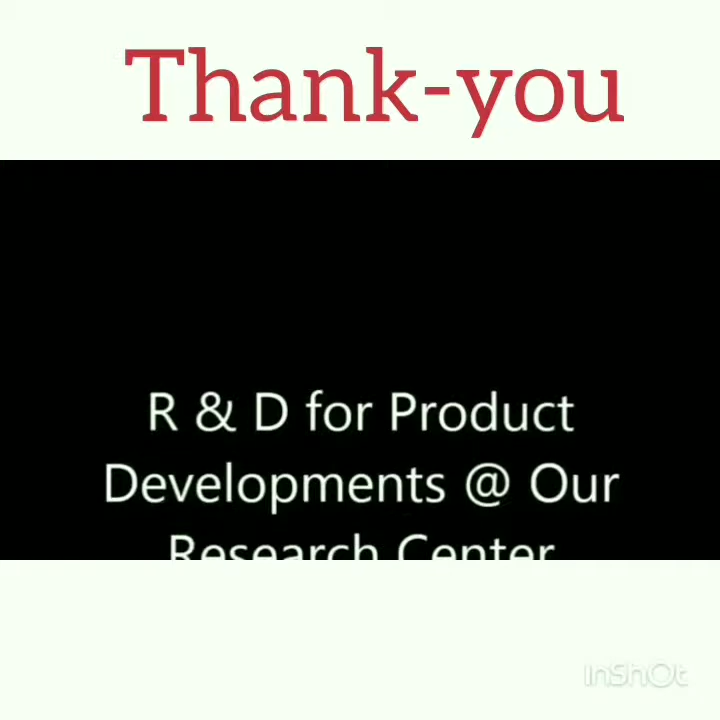 Thank-you
R & D for Product
Developments @ Our
Research Center
InShOt